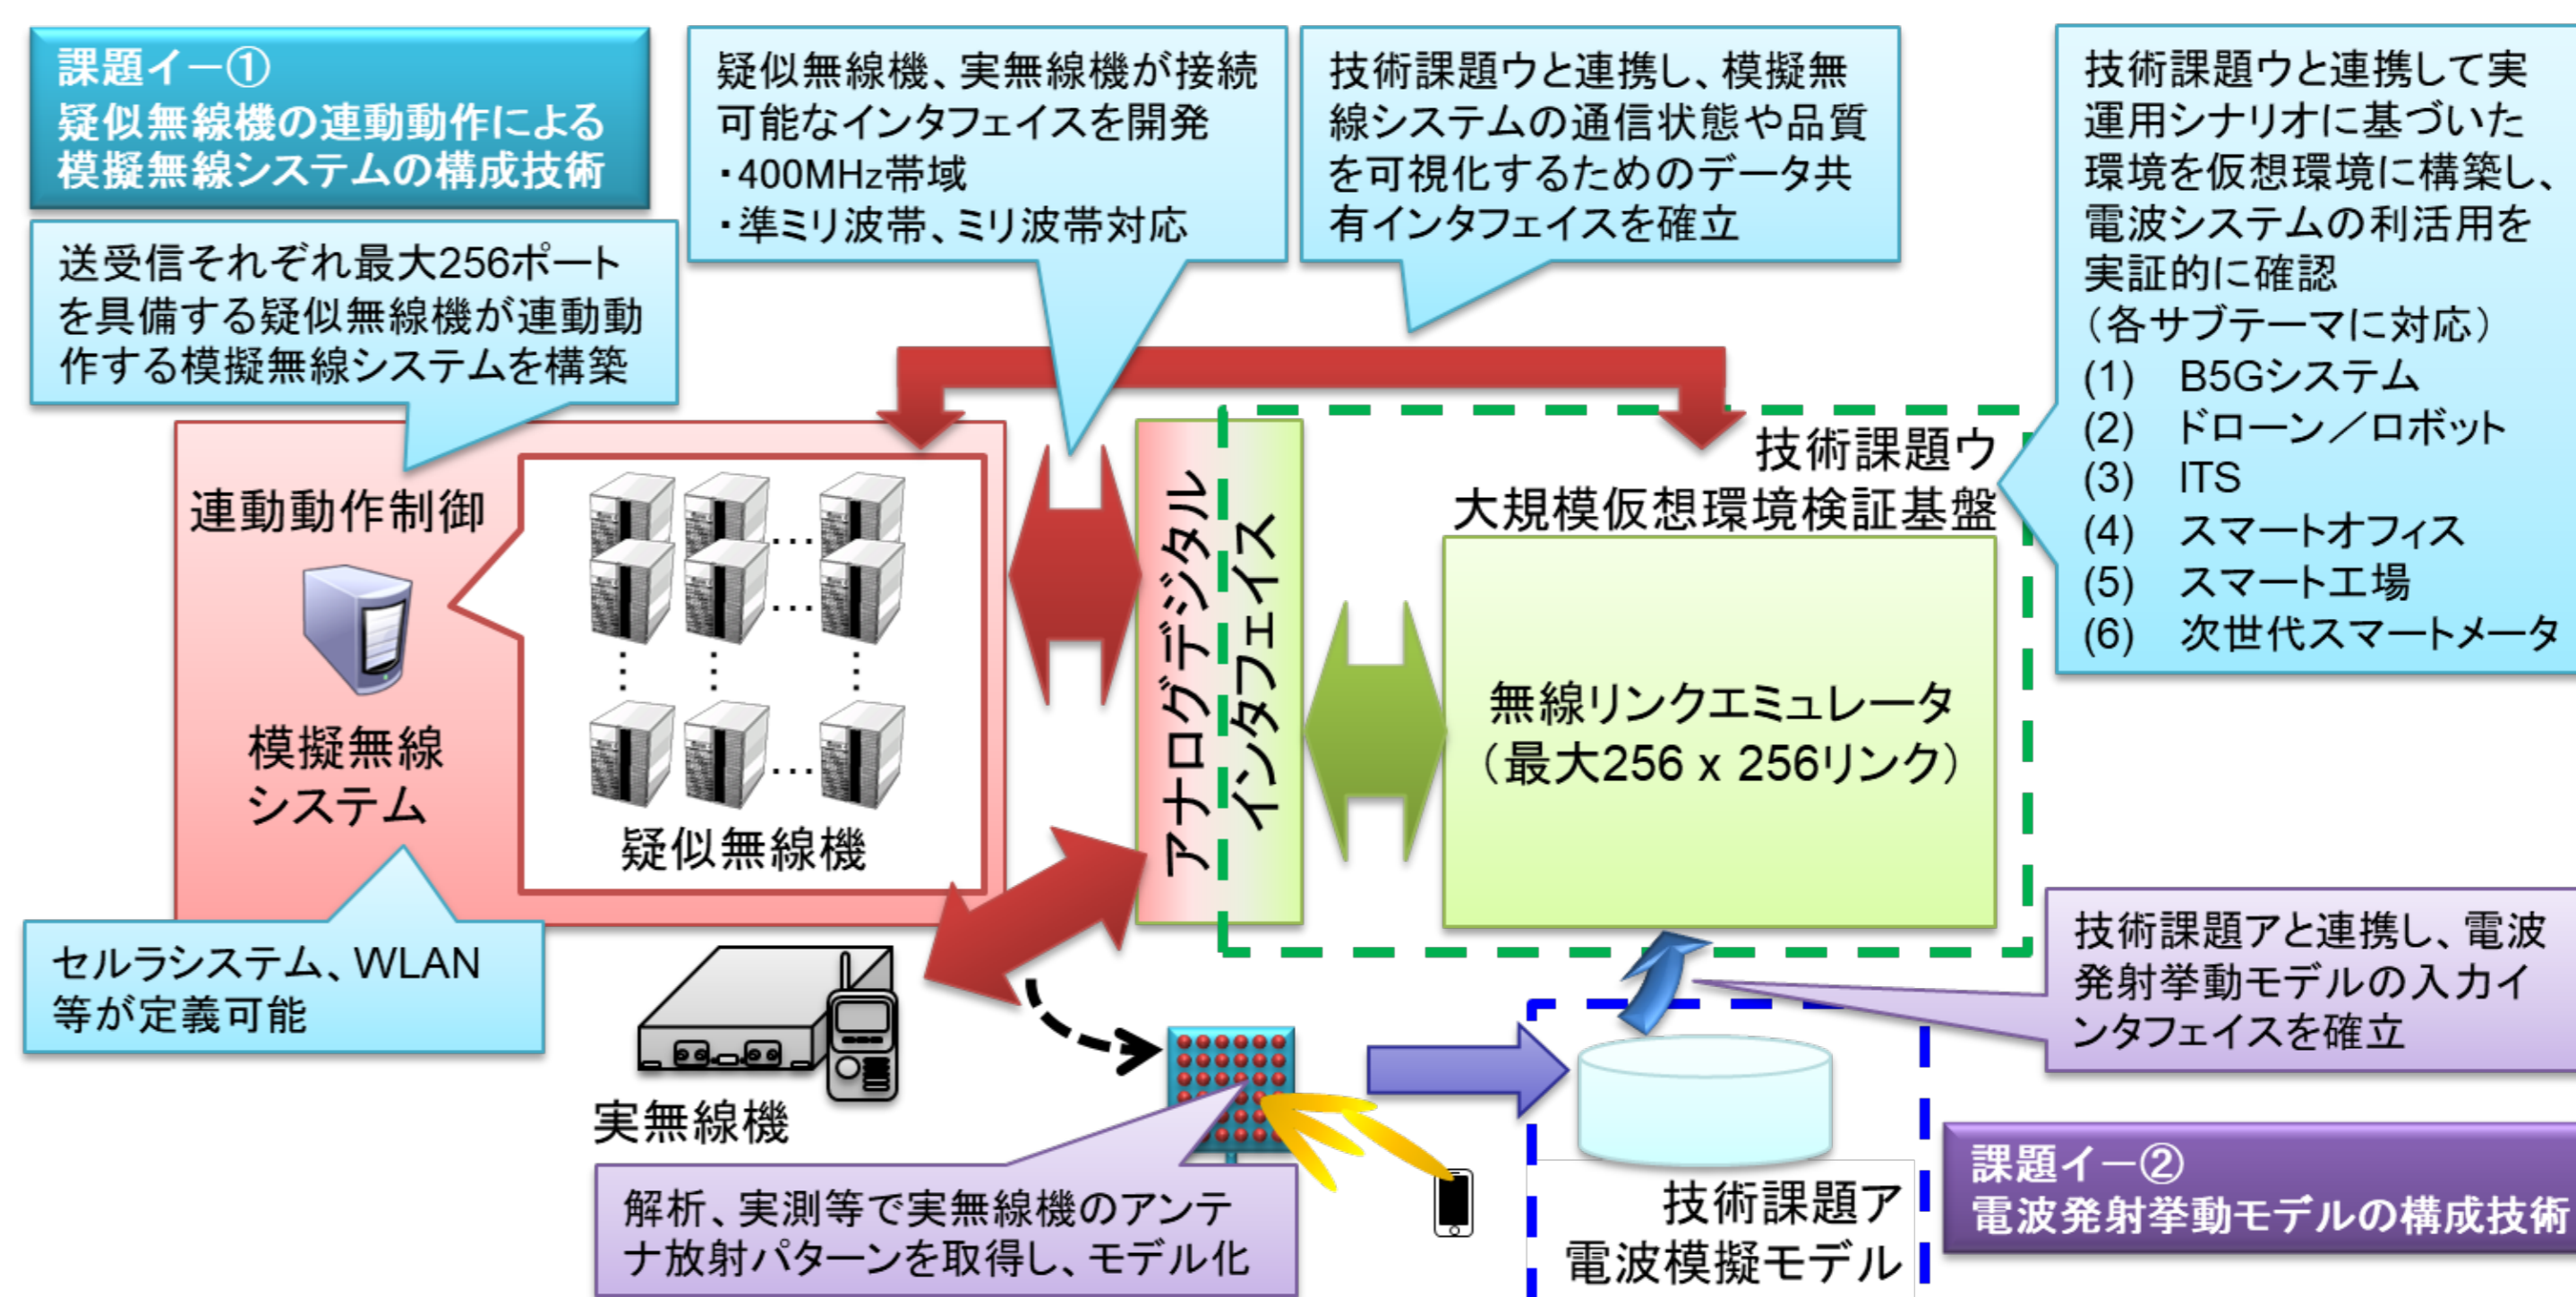 課題イー①
疑似無線機の連動動作による
模擬無線システムの構成技術
送受信それぞれ最大256ポート
を具備する疑似無線機が連動動
作する模擬無線システムを構築
疑似無線機、実無線機が接続
可能なインタフェイスを開発
・400MHz帯域
・準ミリ波帯、ミリ波帯対応
技術課題ウと連携し、模擬無
線システムの通信状態や品質
を可視化するためのデータ共
有インタフェイスを確立
技術課題ウと連携して実
運用シナリオに基づいた
環境を仮想環境に構築し、
電波システムの利活用を
実証的に確認
（各サブテーマに対応）
(1) B5Gシステム
(2) ドローン／ロボット
(3) ITS
(4) スマートオフィス
(5) スマート工場
(6) 次世代スマートメータ
連動動作制御
模擬無線
システム
疑似無線機
アナログデジタル
インタフェイス
技術課題ウ
大規模仮想環境検証基盤
無線リンクエミュレータ
（最大256 x 256リンク）
セルラシステム、WLAN
等が定義可能
実無線機
解析、実測等で実無線機のアンテ
ナ放射パターンを取得し、モデル化
技術課題ア
電波模擬モデル
技術課題アと連携し、電波
発射挙動モデルの入力イ
ンタフェイスを確立
課題イー②
電波発射挙動モデルの構成技術